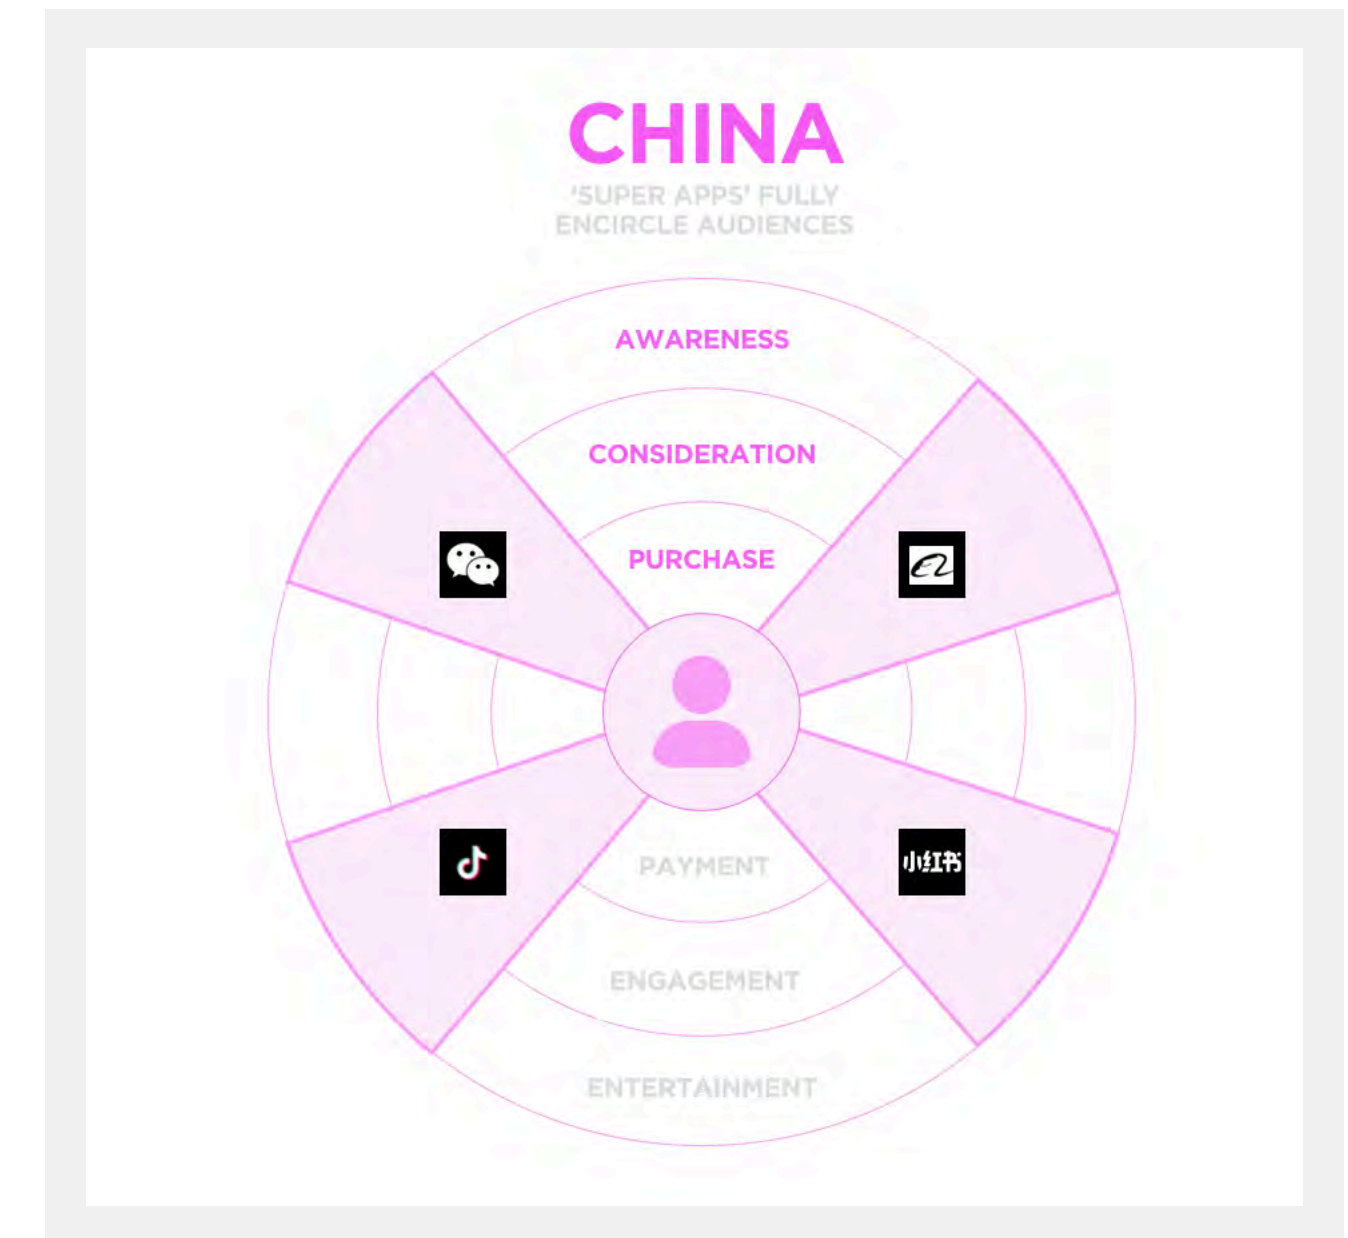 CHINA
'SUPER APPS' FULLY
ENCIRCLE AUDIENCES
AWARENESS
CONSIDERATION
PURCHASE
小红书
PAYMENT
ENGAGEMENT
ENTERTAINMENT